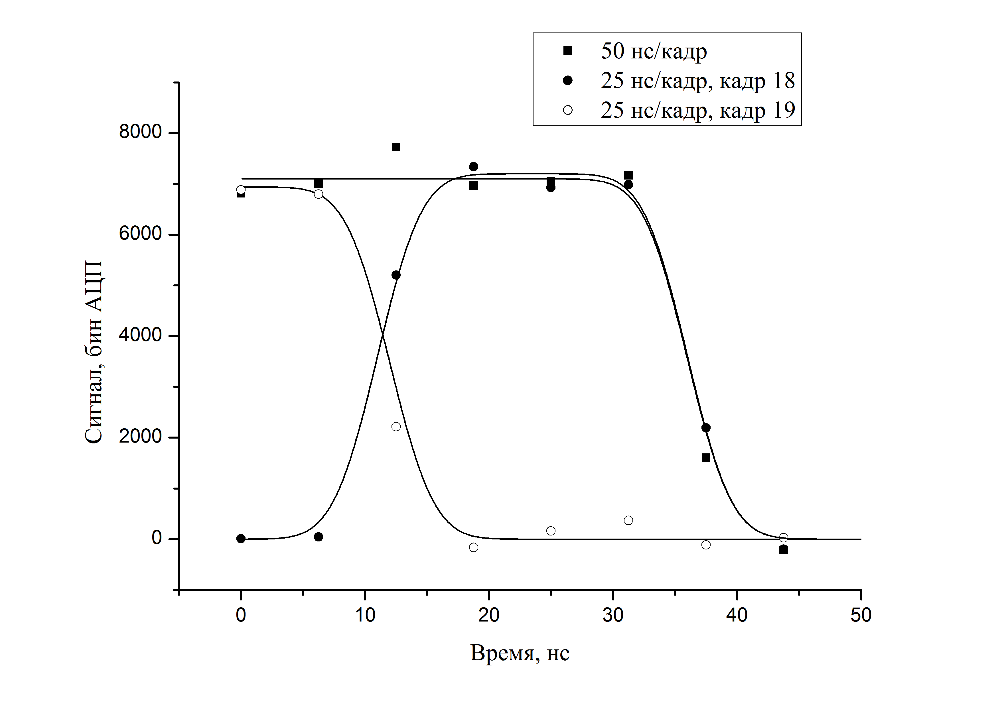 50 нс/кадр
25 нс/кадр, кадр 18
25 нс/кадр, кадр 19
8000
6000
4000
2000
0
Сигнал, бин АЦП
0 10 20 30 40 50
Время, нс